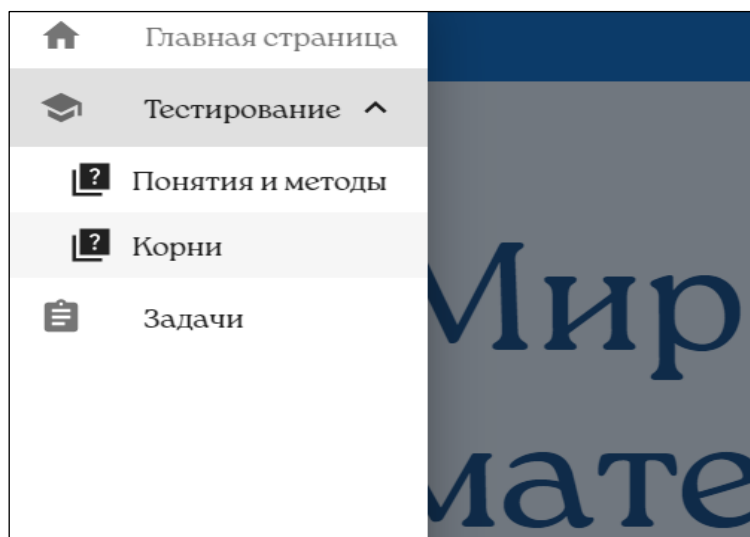 Главная страница
Тестирование
Понятия и методы
Корни
Задачи
Мир
мате